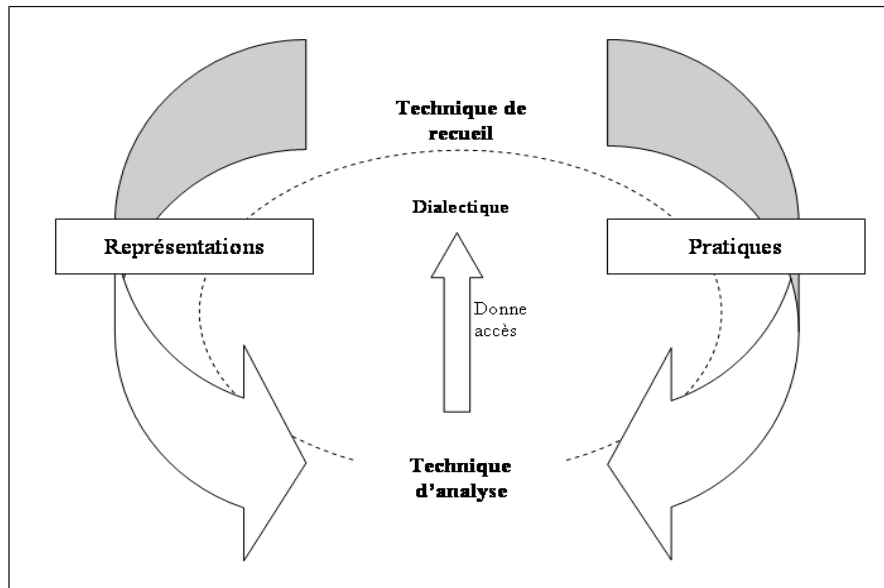 Technique de
recueil
Dialectique
Représentations
Pratiques
Donne
accès
Technique
d'analyse